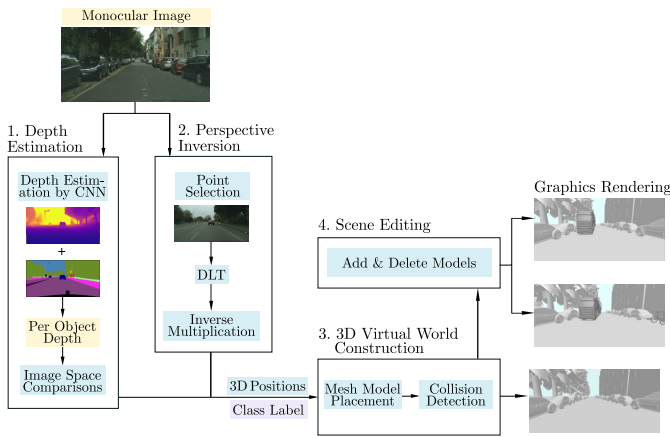 Monocular Image
1. Depth
Estimation
2. Perspective
Inversion
Depth Estim-
ation by CNN
+
Per Object
Depth
Image Space
Comparisons
Point
Selection
DLT
Inverse
Multiplication
3D Positions
Class Label
4. Scene Editing
Add & Delete Models
3. 3D Virtual World
Construction
Mesh Model
Placement
Collision
Detection
Graphics Rendering